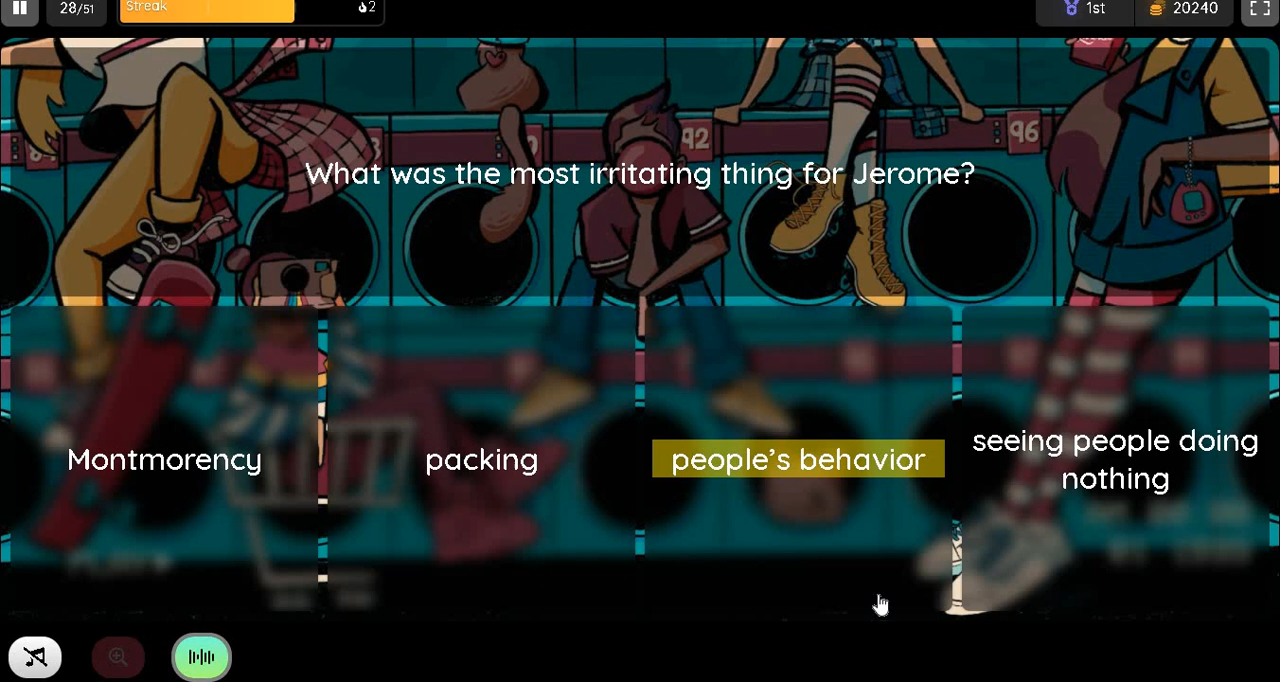 28/51
Streak
2
1st
20240
92
96
What was the most irritating thing for Jerome?
Montmorency
packing
people's behavior
seeing people doing
nothing